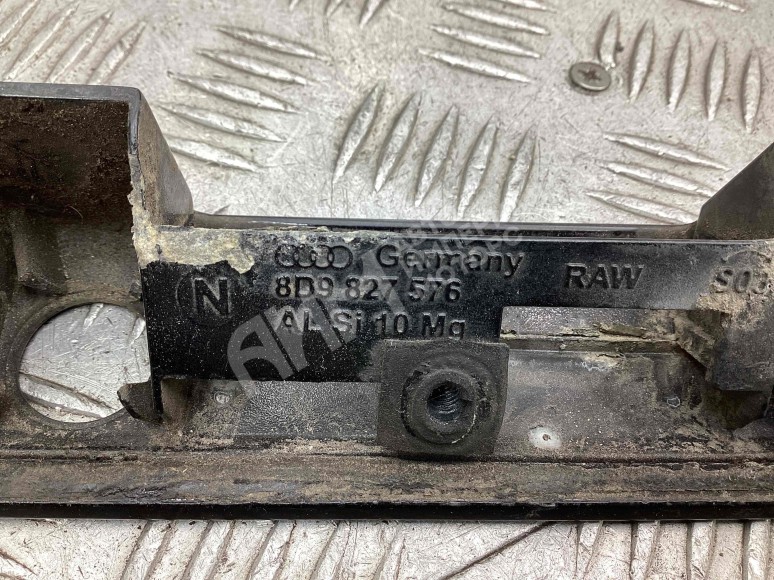 Germany RAW
N 8D9 827 576
AL Si 10 Mg